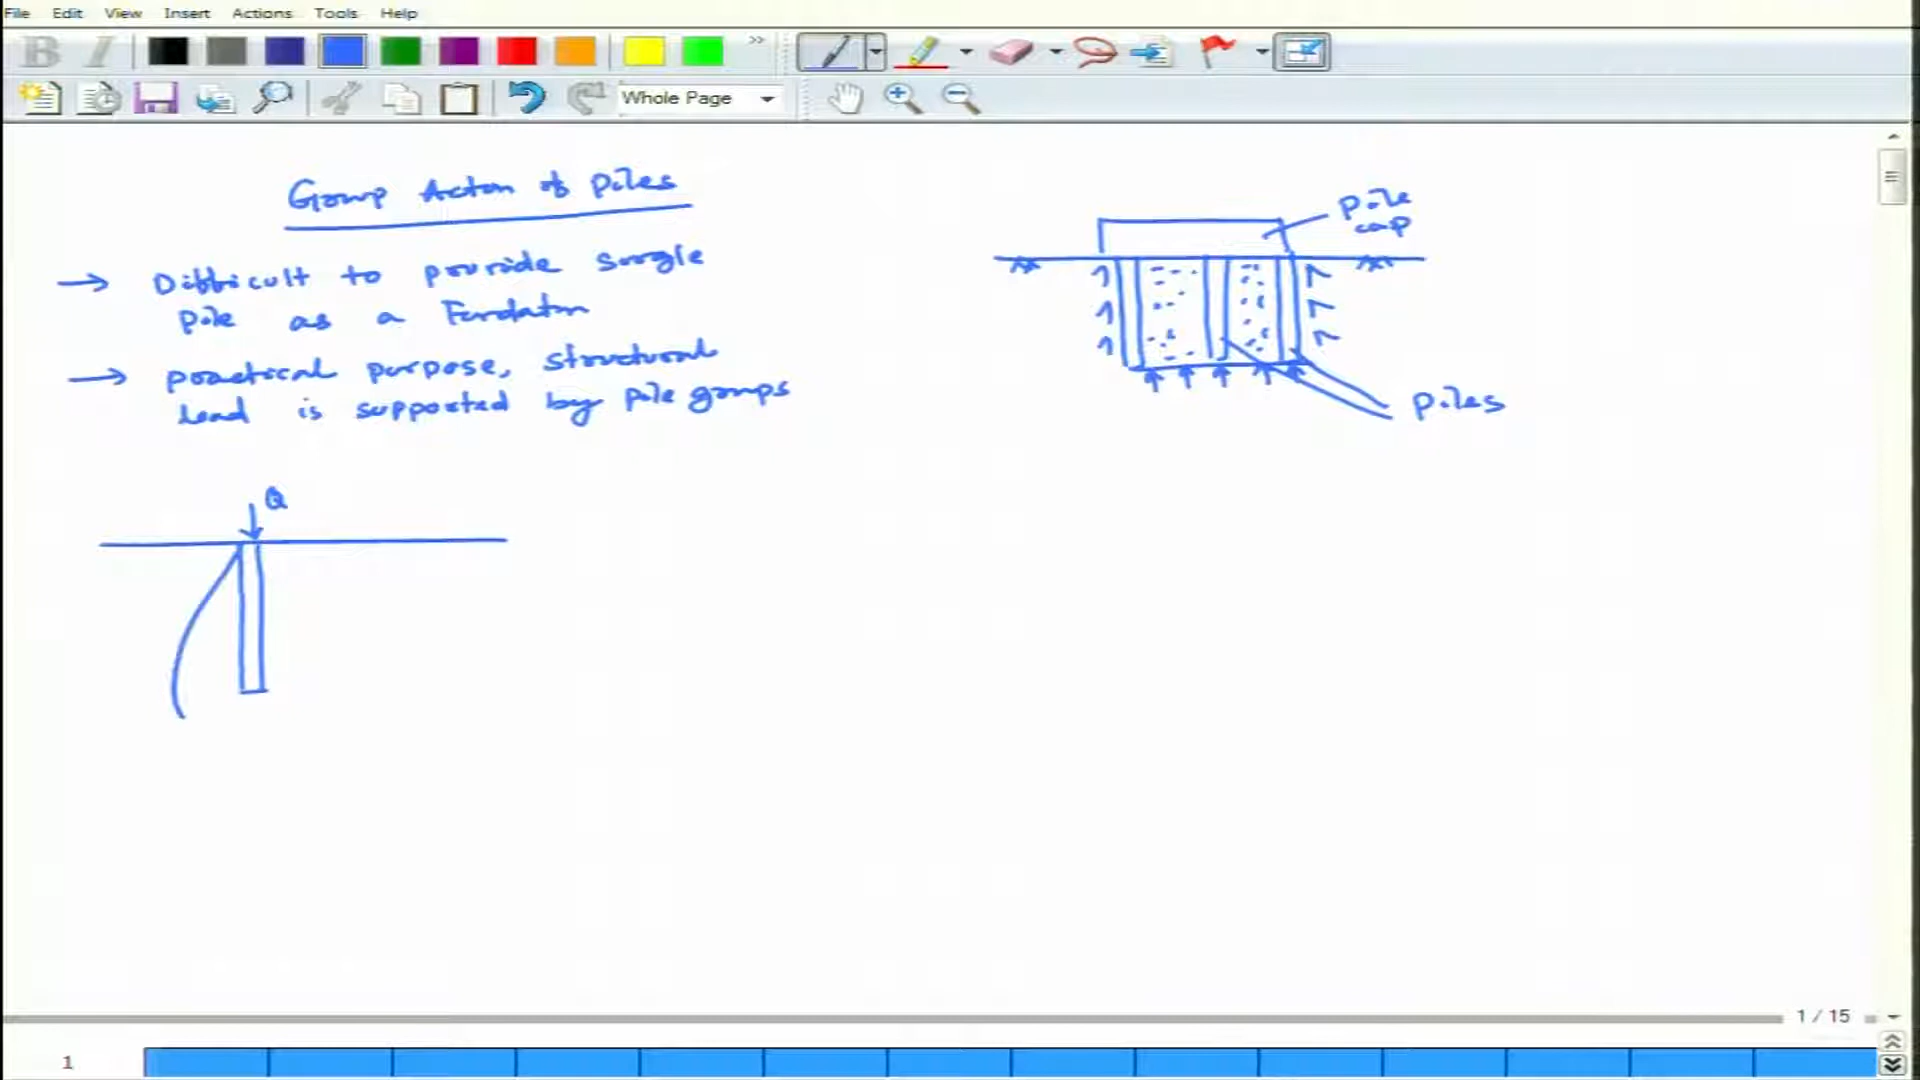 File Edit View Insert Actions Tools Help
B I
Whole Page
Group Action of Piles
→ Difficult to provide single
pile as a Foundation
→ practical purpose, structural
load is supported by pile groups
pile
cap
piles
Q
1 / 15
1